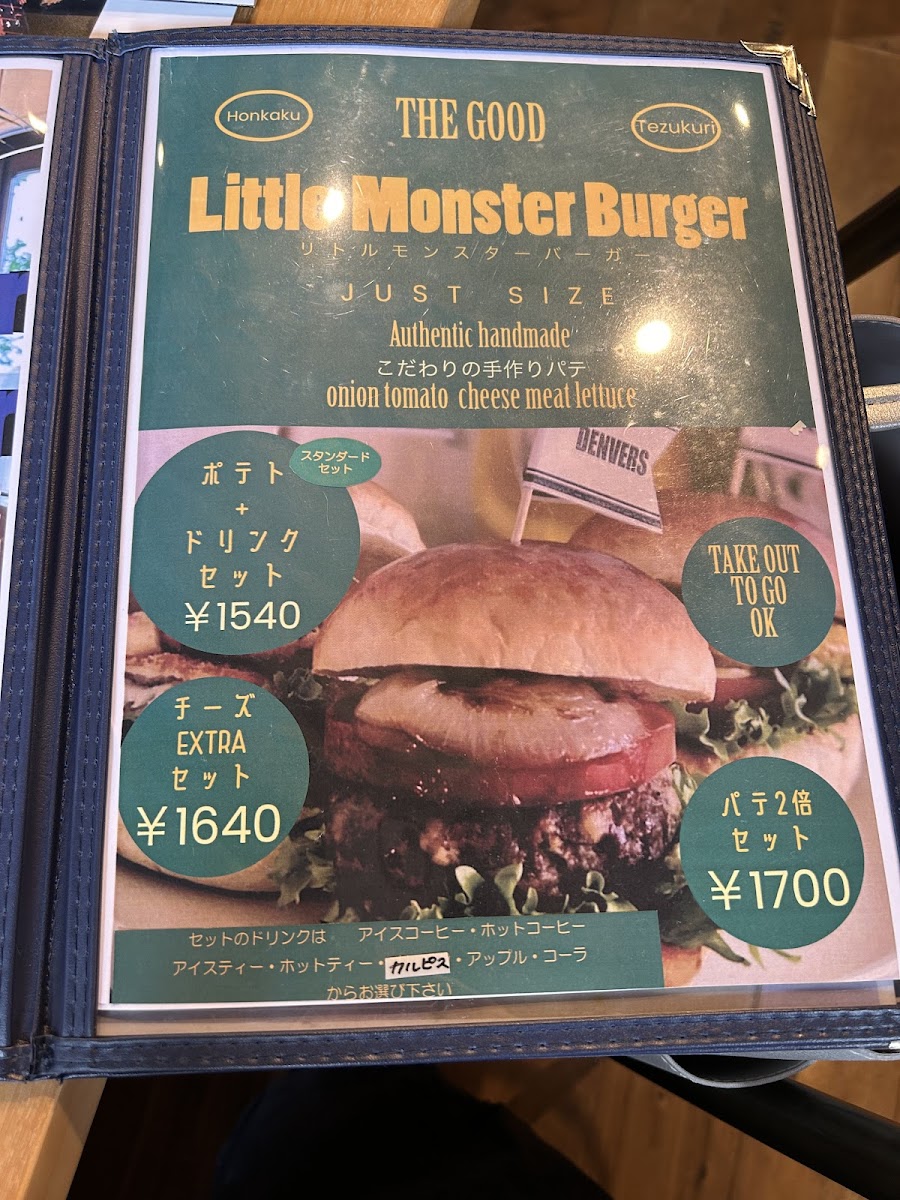 Honkaku
THE GOOD
Tezukuri
Little Monster Burger
リトルモンスターバーガー
JUST SIZE
Authentic handmade
こだわりの手作りパテ
onion tomato cheese meat lettuce
スタンダード
セット
ポテト
+
ドリンク
セット
¥1540
DENVERS
TAKE OUT
TO GO
OK
チーズ
EXTRA
セット
¥1640
パテ2倍
セット
¥1700
セットのドリンクは アイスコーヒー・ホットコーヒー
アイスティー・ホットティー・カルピス・アップル・コーラ
からお選び下さい